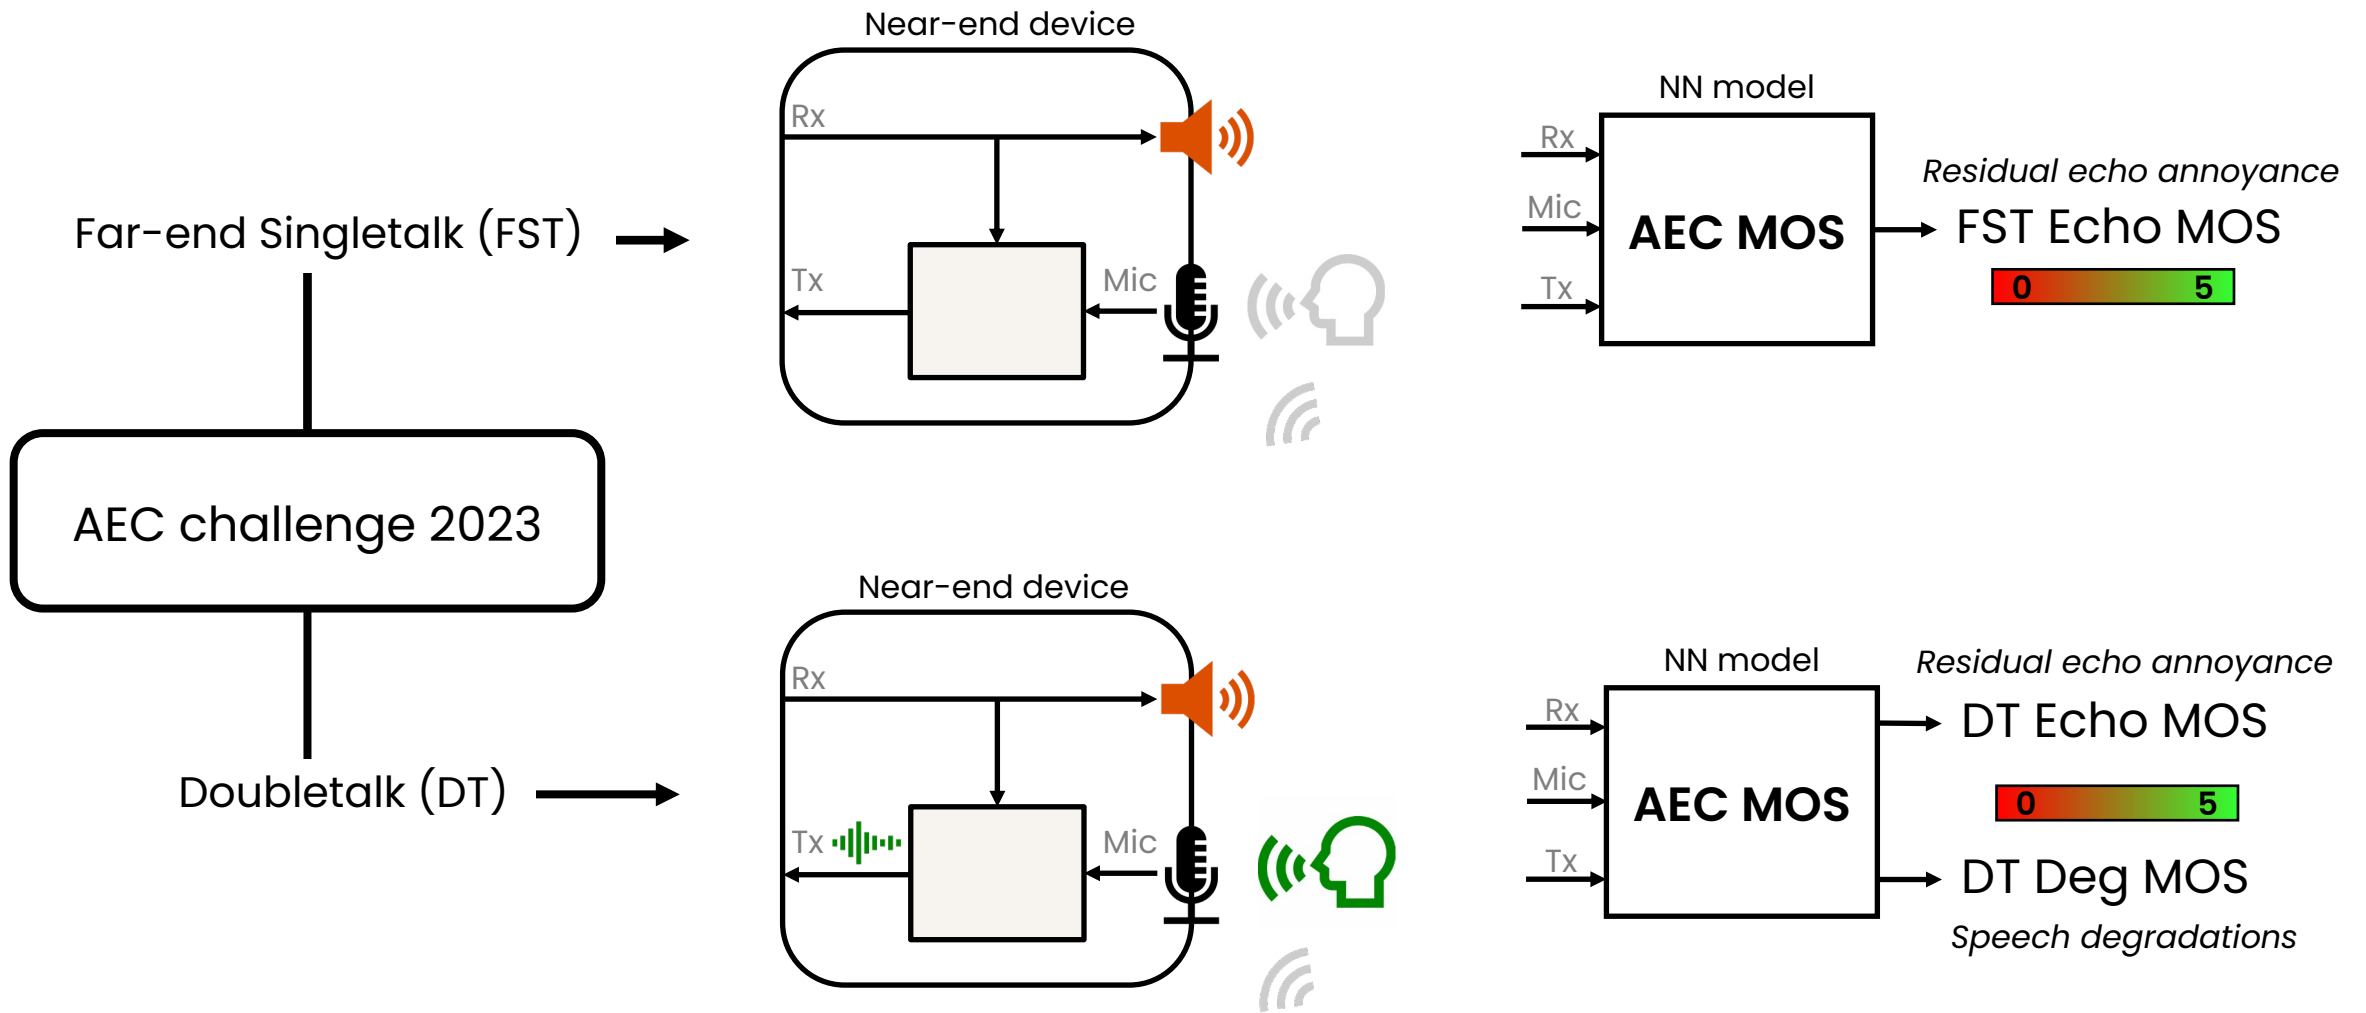 Near-end device
Rx
Tx
Mic
NN model
Rx
Mic
Tx
AEC MOS
Residual echo annoyance
FST Echo MOS
0 5
Far-end Singletalk (FST)
AEC challenge 2023
Doubletalk (DT)
Near-end device
Rx
Tx
Mic
NN model
Rx
Mic
Tx
AEC MOS
Residual echo annoyance
DT Echo MOS
0 5
DT Deg MOS
Speech degradations